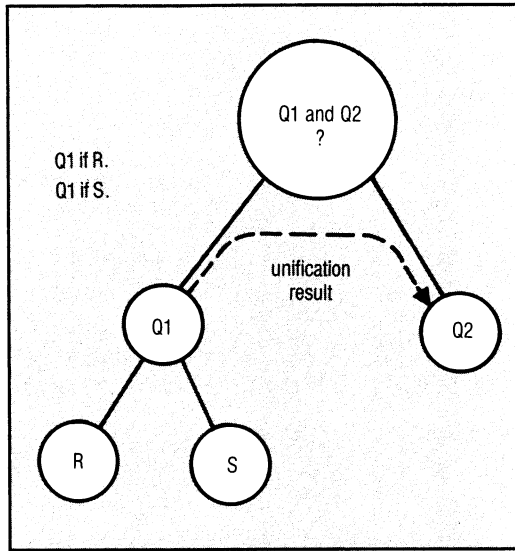 Q1 and Q2
?
Q1 if R.
Q1 if S.
unification
result
Q1
Q2
R
S